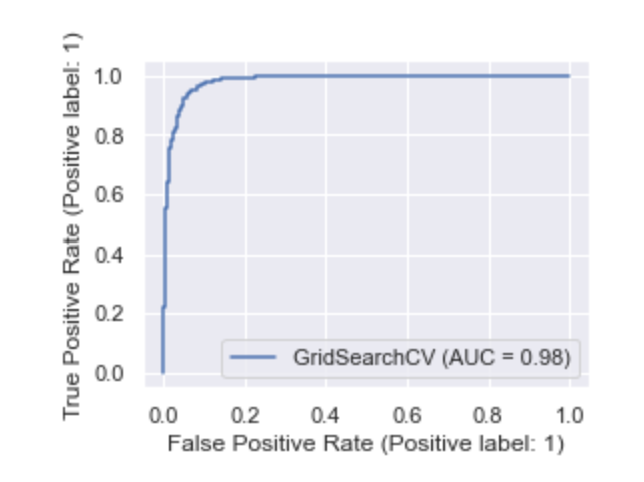 True Positive Rate (Positive label: 1)
1.0
0.8
0.6
0.4
0.2
0.0
GridSearchCV (AUC = 0.98)
0.0 0.2 0.4 0.6 0.8 1.0
False Positive Rate (Positive label: 1)